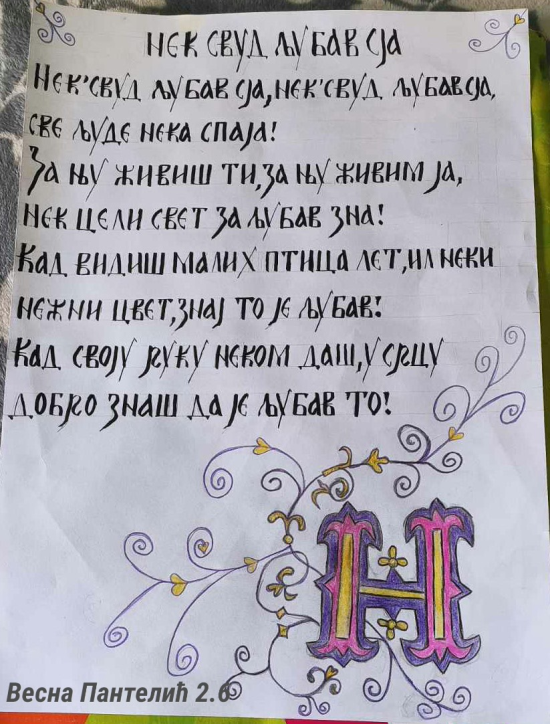 НЕК СВУД ЉУБАВ СЈА
НЕК'СВУД ЉУБАВ СЈА, НЕК'СВУД ЉУБАВ СЈА,
СВЕ ЉУДЕ НЕКА СПАЈА!
ЗА ЊУ ЖИВИШ ТИ, ЗА ЊУ ЖИВИМ ЈА,
НЕК ЦЕЛИ СВЕТ ЗА ЉУБАВ ЗНА!
КАД ВИДИШ МАЛИХ ПТИЦА ЛЕТ, ИЛ НЕКИ
НЕЖНИ ЦВЕТ, ЗНАЈ ТО ЈЕ ЉУБАВ!
КАД СВОЈУ РУКУ НЕКОМ ДАШ, У СРЦУ
ДОБРО ЗНАШ ДА ЈЕ ЉУБАВ ТО!
Н
Весна Пантелић 2.6